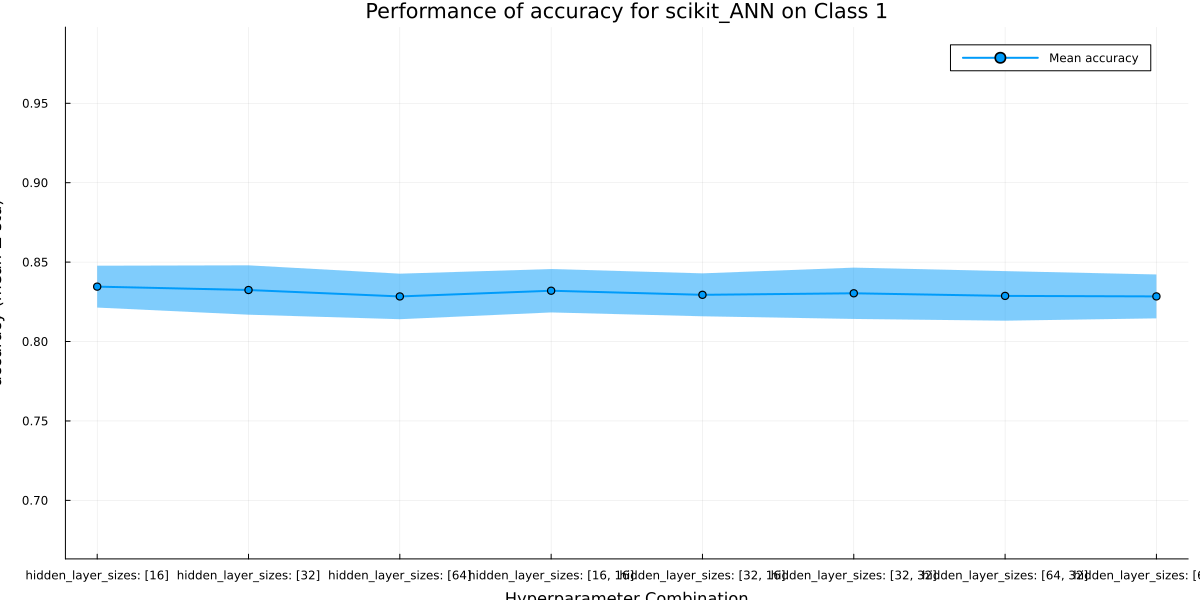 Performance of accuracy for scikit_ANN on Class 1
Mean accuracy
0.95
0.90
0.85
0.80
0.75
0.70
hidden_layer_sizes: [16]
hidden_layer_sizes: [32]
hidden_layer_sizes: [64]
hidden_layer_sizes: [16, 16]
hidden_layer_sizes: [32, 16]
hidden_layer_sizes: [32, 32]
hidden_layer_sizes: [64, 32]
hidden_layer_sizes:
Hyperparameter Combination